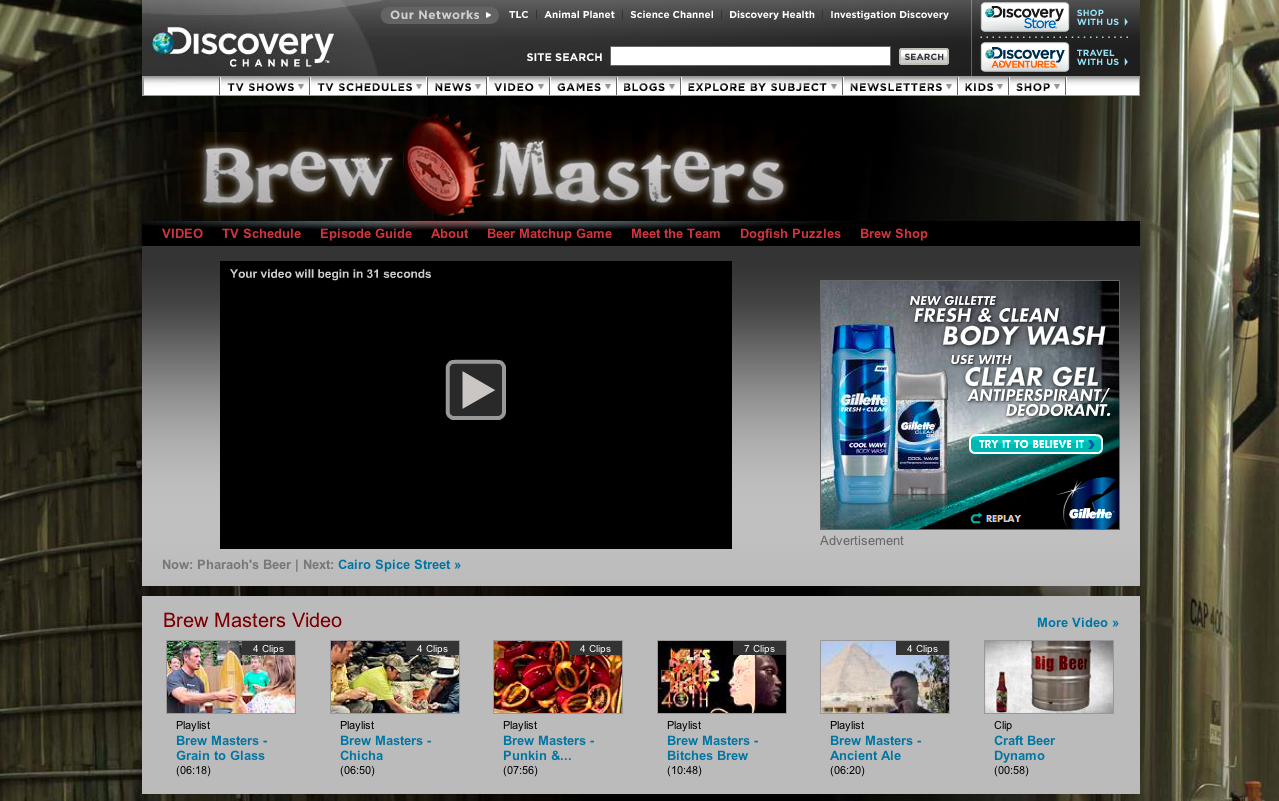 Our Networks
TLC
Animal Planet
Science Channel
Discovery Health
Investigation Discovery
Discovery
CHANNEL
SITE SEARCH
SEARCH
Discovery
Store
SHOP
WITH US
Discovery
ADVENTURES
TRAVEL
WITH US
TV SHOWS
TV SCHEDULES
NEWS
VIDEO
GAMES
BLOGS
EXPLORE BY SUBJECT
NEWSLETTERS
KIDS
SHOP
Brew Masters
VIDEO
TV Schedule
Episode Guide
About
Beer Matchup Game
Meet the Team
Dogfish Puzzles
Brew Shop
Your video will begin in 31 seconds
NEW GILLETTE
FRESH & CLEAN
BODY WASH
USE WITH
CLEAR GEL
ANTIPERSPIRANT/
DEODORANT.
TRY IT TO BELIEVE IT
Gillette
FRESH+CLEAN
COOL WAVE
BODY WASH
Gillette
CLEAR GEL
COOL WAVE
REPLAY
Gillette
Advertisement
Now: Pharaoh's Beer | Next: Cairo Spice Street »
CAP 400
Brew Masters Video
More Video »
4 Clips
4 Clips
4 Clips
7 Clips
4 Clips
Big Beer
Playlist
Brew Masters -
Grain to Glass
(06:18)
Playlist
Brew Masters -
Chicha
(06:50)
Playlist
Brew Masters -
Punkin &...
(07:56)
Playlist
Brew Masters -
Bitches Brew
(10:48)
Playlist
Brew Masters -
Ancient Ale
(06:20)
Clip
Craft Beer
Dynamo
(00:58)